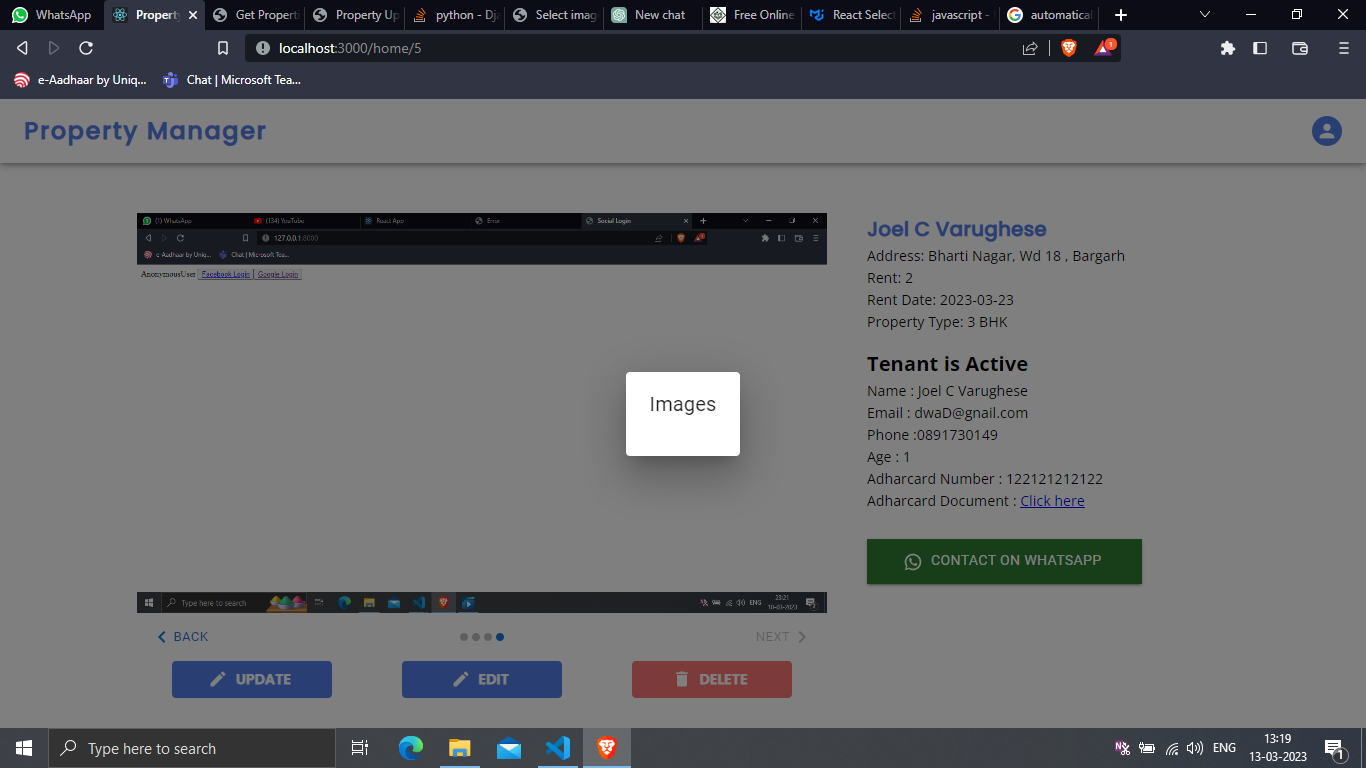 WhatsApp
Property
Get Properti
Property Up
python - Dja
Select imag
New chat
Free Online
React Select
javascript -
automatical
localhost:3000/home/5
1
e-Aadhaar by Uniq...
Chat | Microsoft Tea...
Property Manager
(1) WhatsApp
(134) YouTube
React App
Error
Social Login
127.0.0.1:8000
e-Aadhaar by Uniq...
Chat | Microsoft Tea...
AnonymousUser Facebook Login | Google Login
Type here to search
ENG
23:21
10-03-2023
BACK
NEXT
UPDATE
EDIT
DELETE
Images
Joel C Varughese
Address: Bharti Nagar, Wd 18 , Bargarh
Rent: 2
Rent Date: 2023-03-23
Property Type: 3 BHK
Tenant is Active
Name : Joel C Varughese
Email : dwaD@gnail.com
Phone :0891730149
Age : 1
Adharcard Number : 122121212122
Adharcard Document : Click here
CONTACT ON WHATSAPP
Type here to search
ENG
13:19
13-03-2023
1